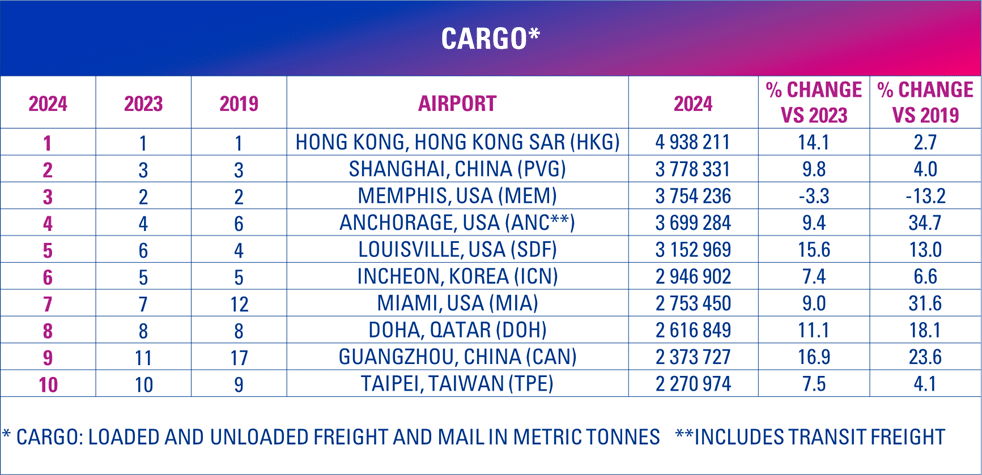 CARGO*
2024 2023 2019 AIRPORT 2024 % CHANGE VS 2023 % CHANGE VS 2019
1 1 1 HONG KONG, HONG KONG SAR (HKG) 4 938 211 14.1 2.7
2 3 3 SHANGHAI, CHINA (PVG) 3 778 331 9.8 4.0
3 2 2 MEMPHIS, USA (MEM) 3 754 236 -3.3 -13.2
4 4 6 ANCHORAGE, USA (ANC**) 3 699 284 9.4 34.7
5 6 4 LOUISVILLE, USA (SDF) 3 152 969 15.6 13.0
6 5 5 INCHEON, KOREA (ICN) 2 946 902 7.4 6.6
7 7 12 MIAMI, USA (MIA) 2 753 450 9.0 31.6
8 8 8 DOHA, QATAR (DOH) 2 616 849 11.1 18.1
9 11 17 GUANGZHOU, CHINA (CAN) 2 373 727 16.9 23.6
10 10 9 TAIPEI, TAIWAN (TPE) 2 270 974 7.5 4.1
* CARGO: LOADED AND UNLOADED FREIGHT AND MAIL IN METRIC TONNES **INCLUDES TRANSIT FREIGHT